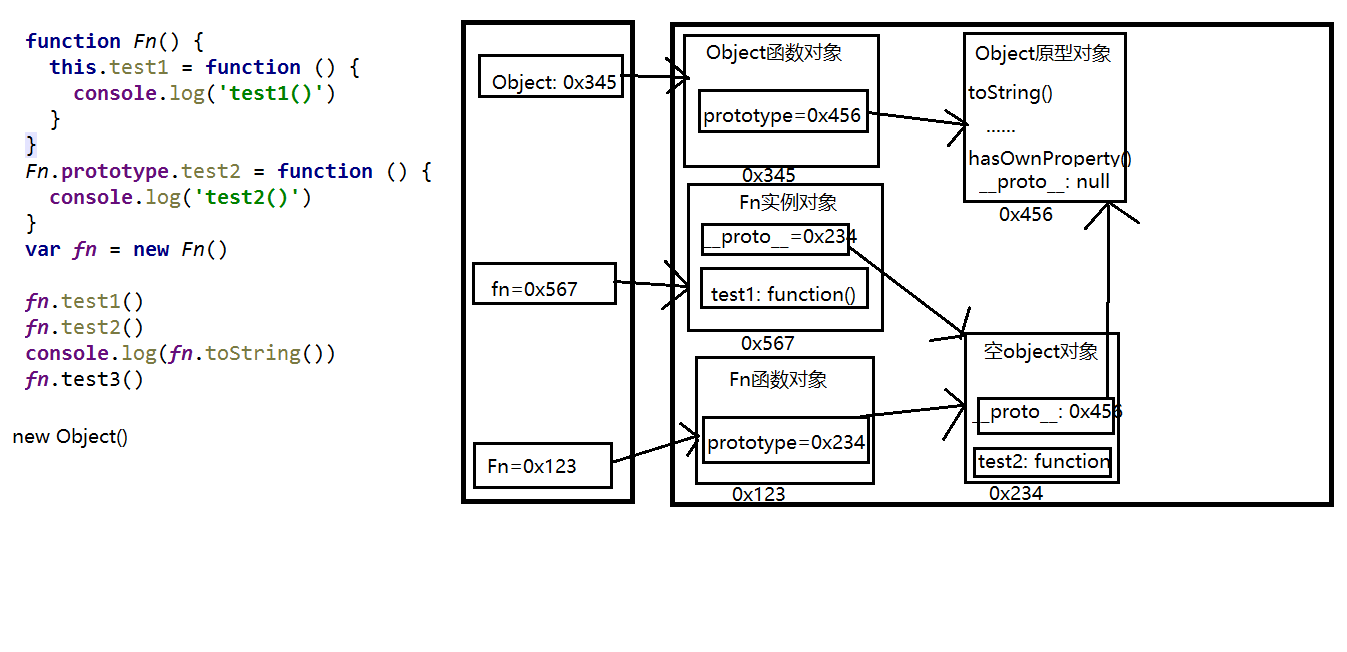 function Fn() {
this.test1 = function () {
console.log('test1()')
}
}
Fn.prototype.test2 = function () {
console.log('test2()')
}
var fn = new Fn()
fn.test1()
fn.test2()
console.log(fn.toString())
fn.test3()
new Object()
Object: 0x345
fn=0x567
Fn=0x123
Object函数对象
prototype=0x456
0x345
Fn实例对象
__proto__=0x234
test1: function()
0x567
Fn函数对象
prototype=0x234
0x123
Object原型对象
toString()
......
hasOwnProperty()
__proto__: null
0x456
空object对象
__proto__: 0x456
test2: function
0x234